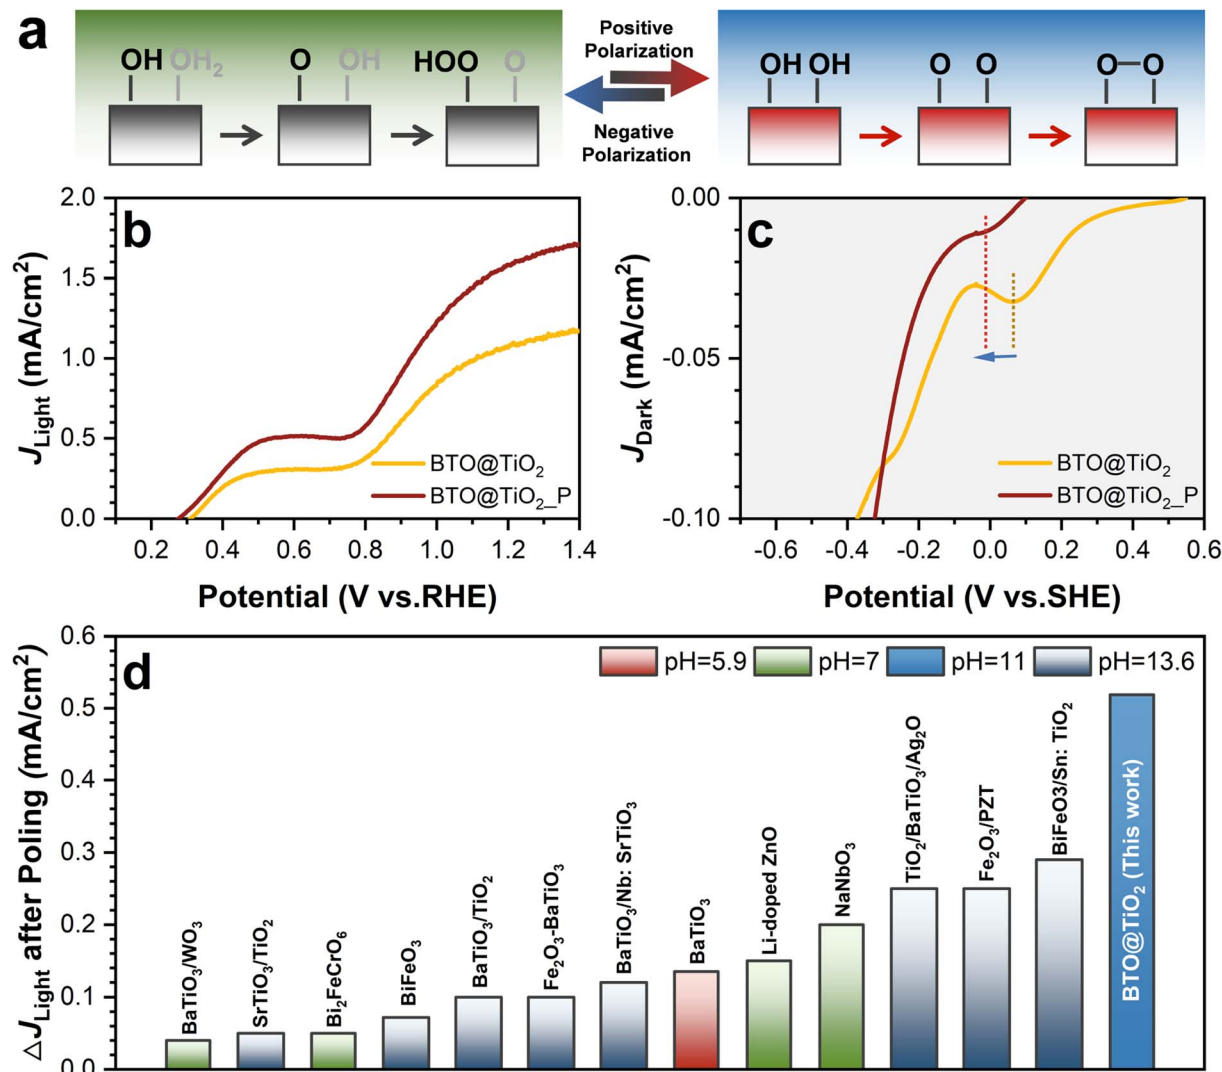 a
OH OH₂
O OH
HOO O
Positive
Polarization
Negative
Polarization
OH OH
O O
O—O
b
J_Light (mA/cm²)
2.0
1.5
1.0
0.5
0.0
BTO@TiO₂
BTO@TiO₂_P
0.2 0.4 0.6 0.8 1.0 1.2 1.4
Potential (V vs.RHE)
c
J_Dark (mA/cm²)
0.00
-0.05
-0.10
BTO@TiO₂
BTO@TiO₂_P
-0.6 -0.4 -0.2 0.0 0.2 0.4 0.6
Potential (V vs.SHE)
d
△J_Light after Poling (mA/cm²)
0.6
0.5
0.4
0.3
0.2
0.1
0.0
pH=5.9 pH=7 pH=11 pH=13.6
BaTiO₃/WO₃
SrTiO₃/TiO₂
Bi₂FeCrO₆
BiFeO₃
BaTiO₃/TiO₂
Fe₂O₃-BaTiO₃
BaTiO₃/Nb: SrTiO₃
BaTiO₃
Li-doped ZnO
NaNbO₃
TiO₂/BaTiO₃/Ag₂O
Fe₂O₃/PZT
BiFeO3/Sn: TiO₂
BTO@TiO₂ (This work)